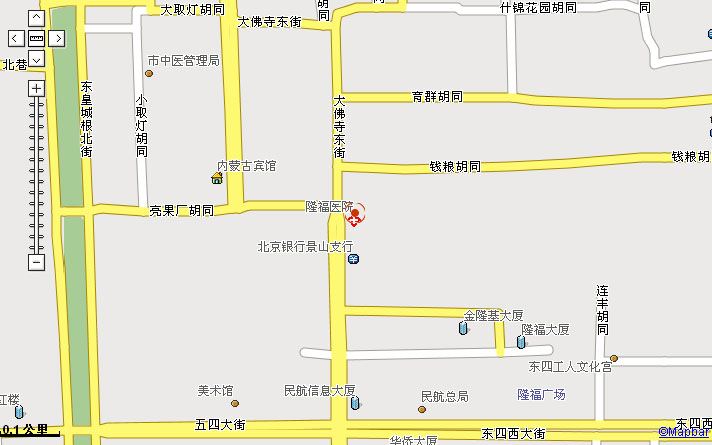 大取灯胡同
大佛寺东街
胡同
什锦花园胡同
同
市中医管理局
北巷
东皇城根北街
小取灯胡同
大佛寺东街
育群胡同
内蒙古宾馆
钱粮胡同
钱粮
亮果厂胡同
隆福医院
北京银行景山支行
连丰胡同
金隆基大厦
隆福大厦
东四工人文化宫
美术馆
民航信息大厦
民航总局
隆福广场
红楼
0.1 公里
五四大街
东四西大街
东四西
华侨大厦
©Mapbar